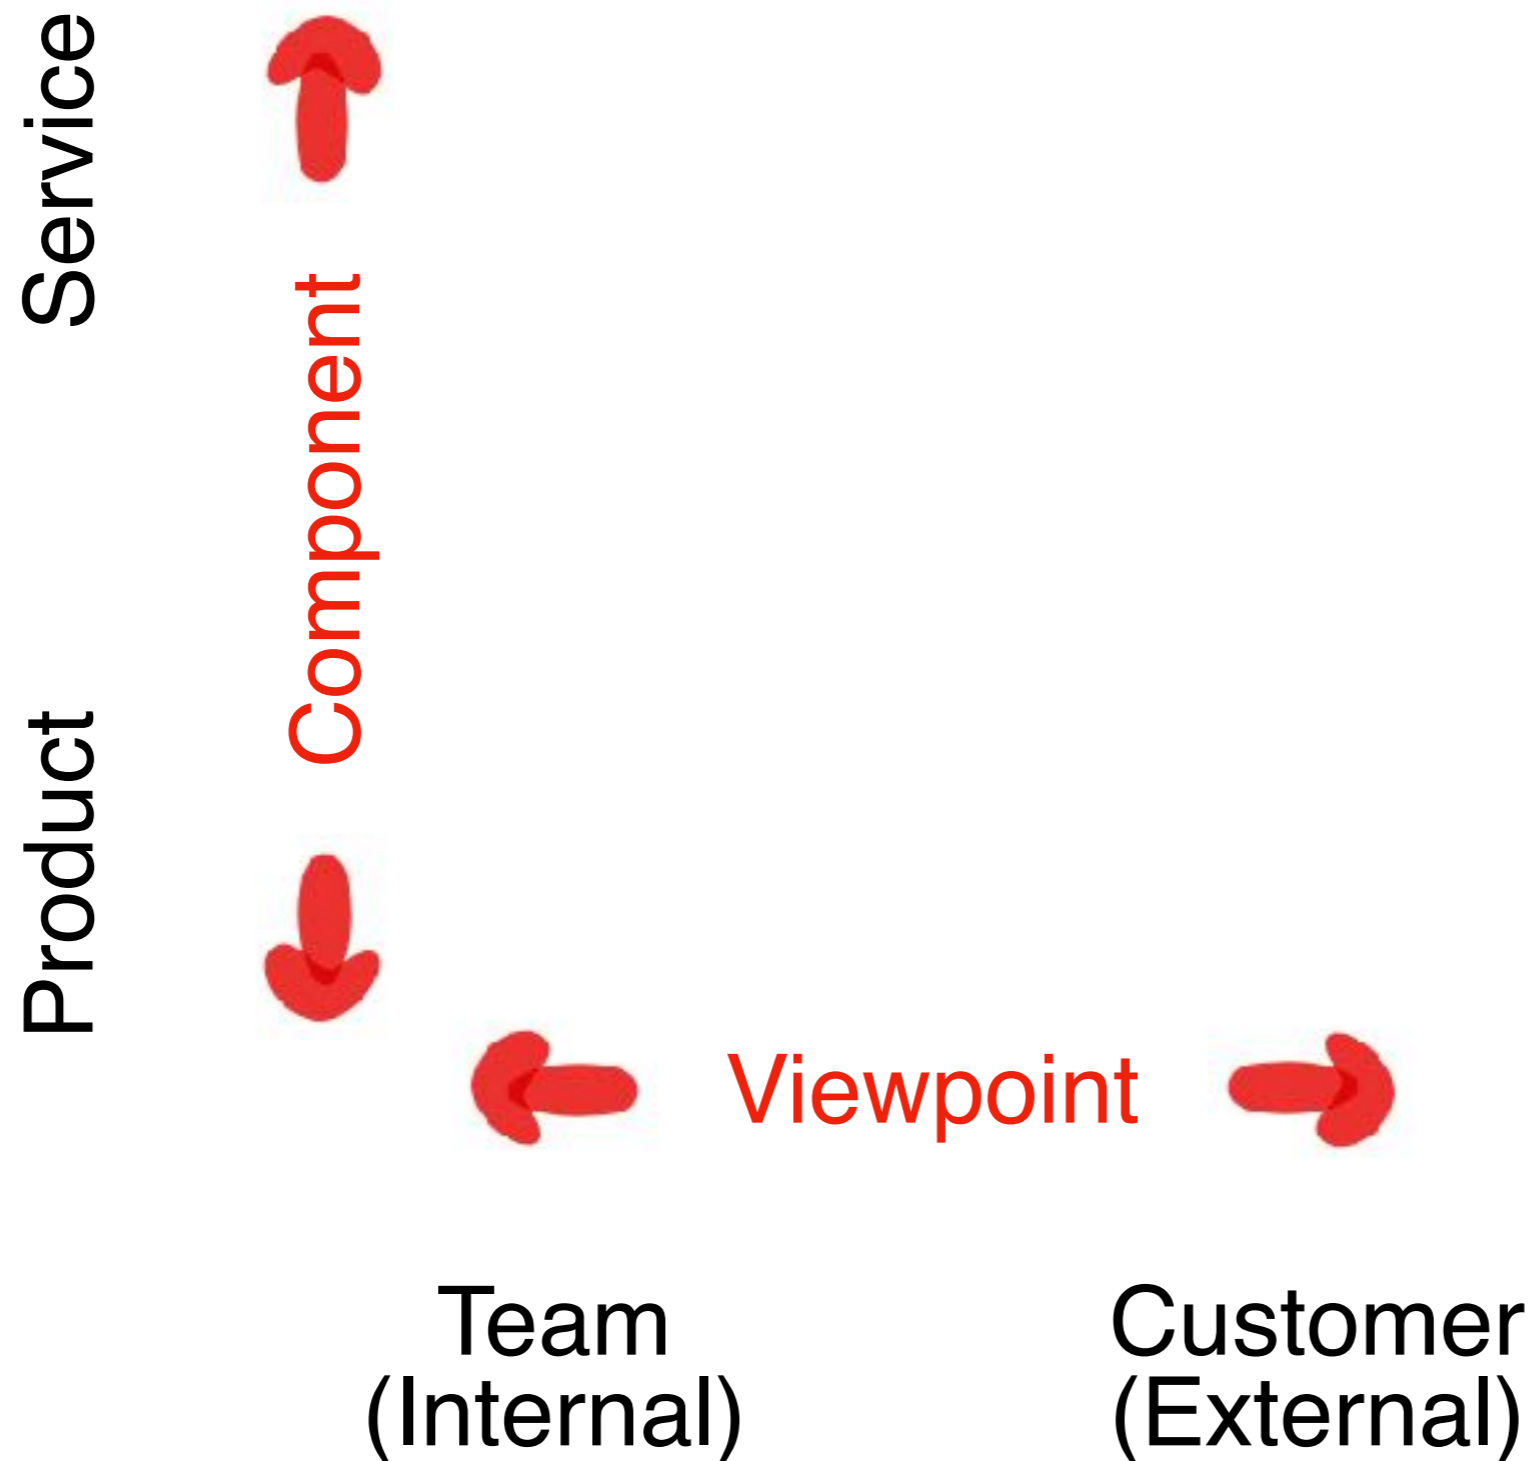 Service
Component
Product
Viewpoint
Team
(Internal)
Customer
(External)